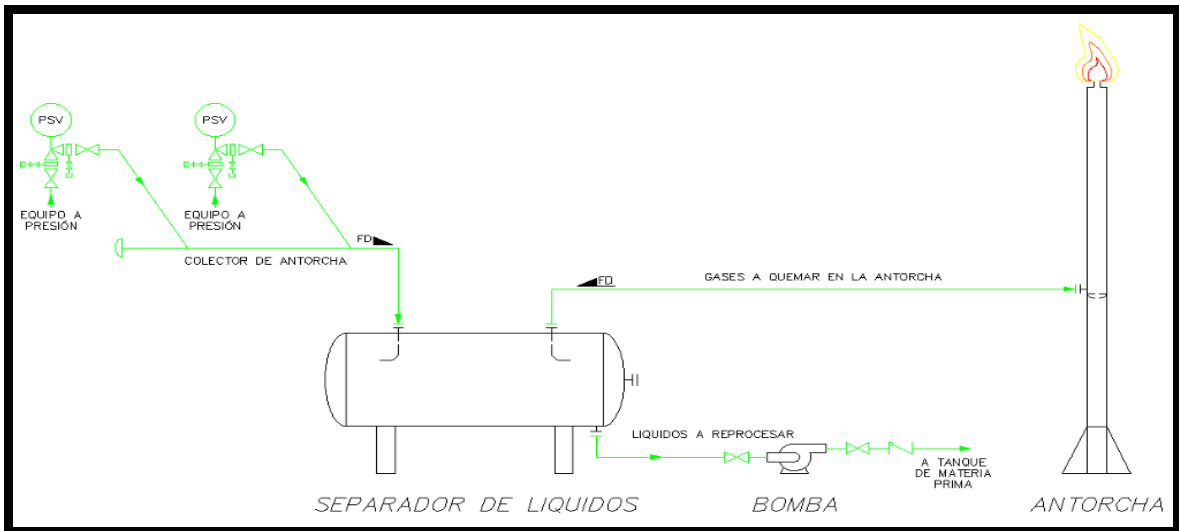 PSV
PSV
EQUIPO A
PRESIÓN
EQUIPO A
PRESIÓN
FD
COLECTOR DE ANTORCHA
FD
GASES A QUEMAR EN LA ANTORCHA
LIQUIDOS A REPROCESAR
A TANQUE
DE MATERIA
PRIMA
SEPARADOR DE LIQUIDOS
BOMBA
ANTORCHA